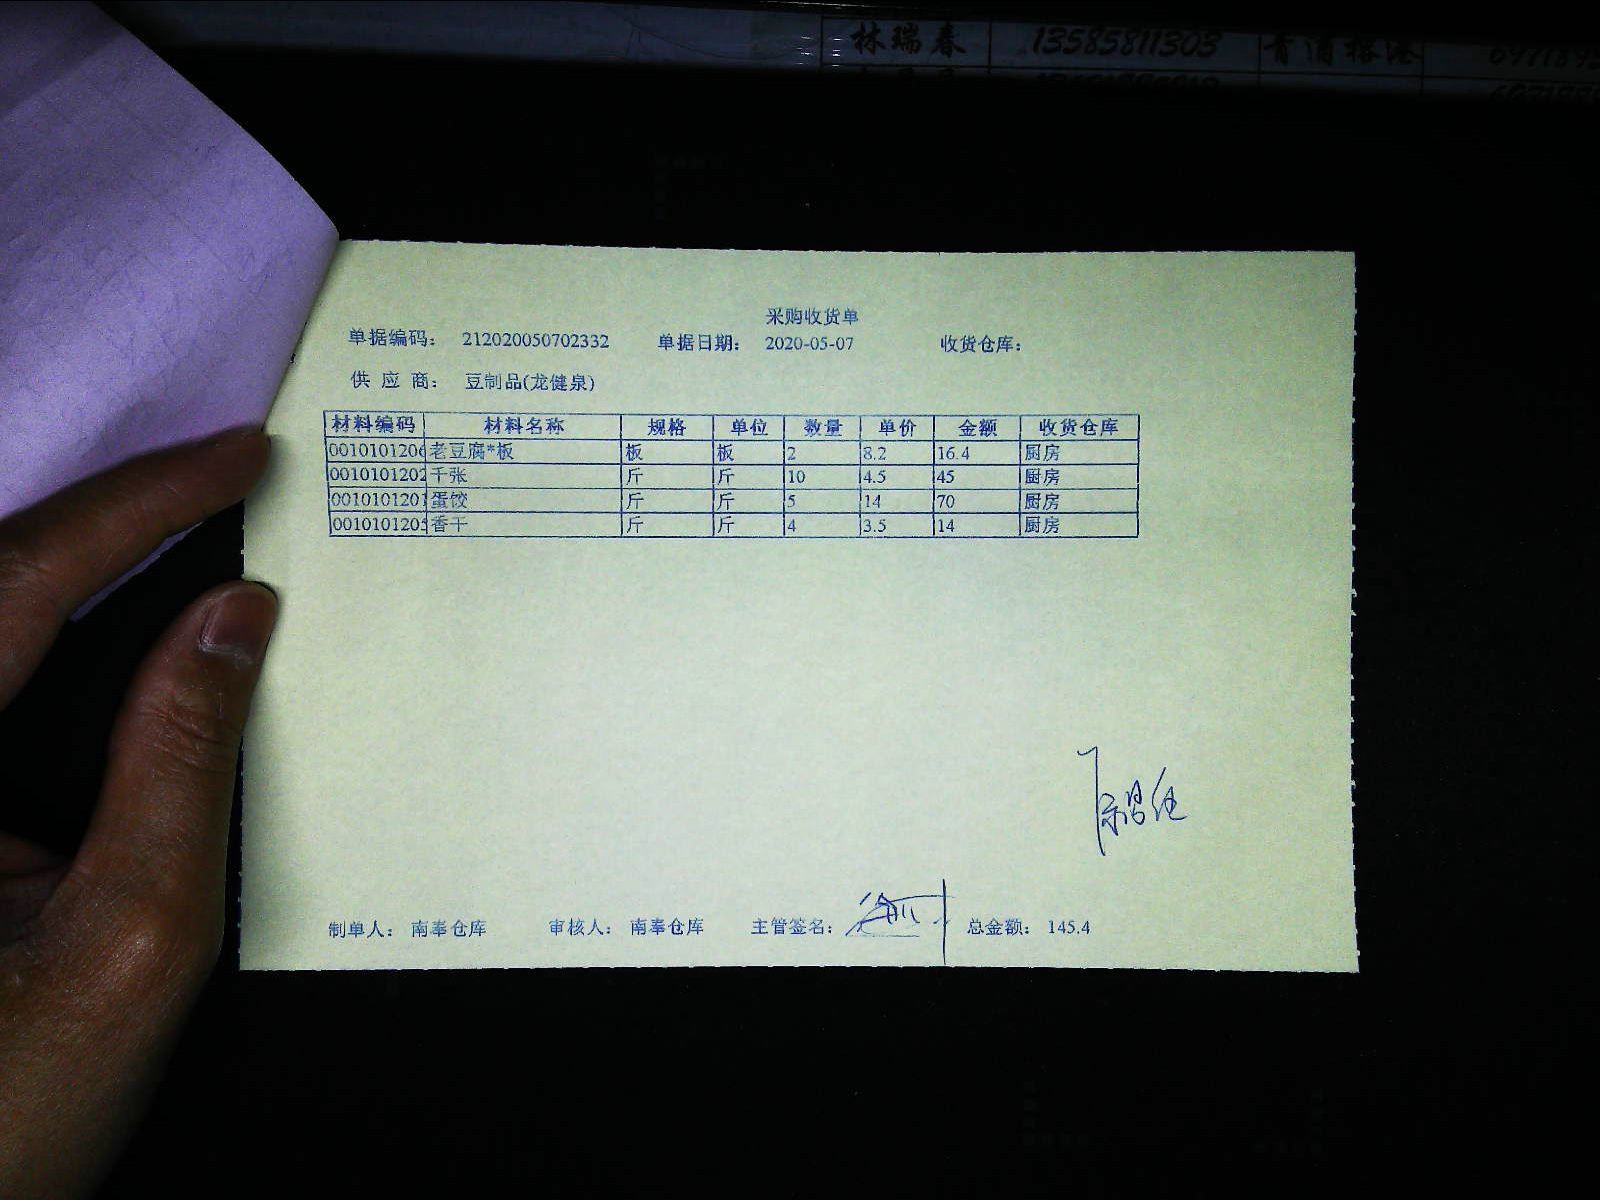 林瑞春 13585811303
采购收货单
单据编码： 212020050702332 单据日期： 2020-05-07 收货仓库：
供 应 商： 豆制品(龙健泉)
材料编码 材料名称 规格 单位 数量 单价 金额 收货仓库
0010101206 老豆腐*板 板 板 2 8.2 16.4 厨房
0010101202 千张 斤 斤 10 4.5 45 厨房
0010101201 蛋饺 斤 斤 5 14 70 厨房
0010101205 香干 斤 斤 4 3.5 14 厨房
制单人： 南奉仓库 审核人： 南奉仓库 主管签名： 总金额： 145.4